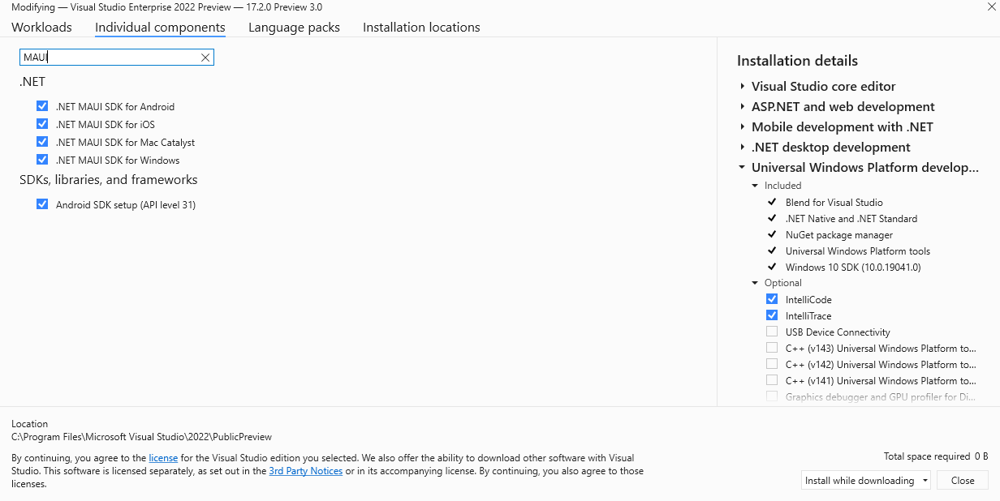 Modifying — Visual Studio Enterprise 2022 Preview — 17.2.0 Preview 3.0
Workloads
Individual components
Language packs
Installation locations
MAUI
.NET
.NET MAUI SDK for Android
.NET MAUI SDK for iOS
.NET MAUI SDK for Mac Catalyst
.NET MAUI SDK for Windows
SDKs, libraries, and frameworks
Android SDK setup (API level 31)
Installation details
Visual Studio core editor
ASP.NET and web development
Mobile development with .NET
.NET desktop development
Universal Windows Platform develop...
Included
Blend for Visual Studio
.NET Native and .NET Standard
NuGet package manager
Universal Windows Platform tools
Windows 10 SDK (10.0.19041.0)
Optional
IntelliCode
IntelliTrace
USB Device Connectivity
C++ (v143) Universal Windows Platform to...
C++ (v142) Universal Windows Platform to...
C++ (v141) Universal Windows Platform to...
Graphics debugger and GPU profiler for Di...
Location
C:\Program Files\Microsoft Visual Studio\2022\PublicPreview
By continuing, you agree to the license for the Visual Studio edition you selected. We also offer the ability to download other software with Visual
Studio. This software is licensed separately, as set out in the 3rd Party Notices or in its accompanying license. By continuing, you also agree to those
licenses.
Total space required 0 B
Install while downloading
Close